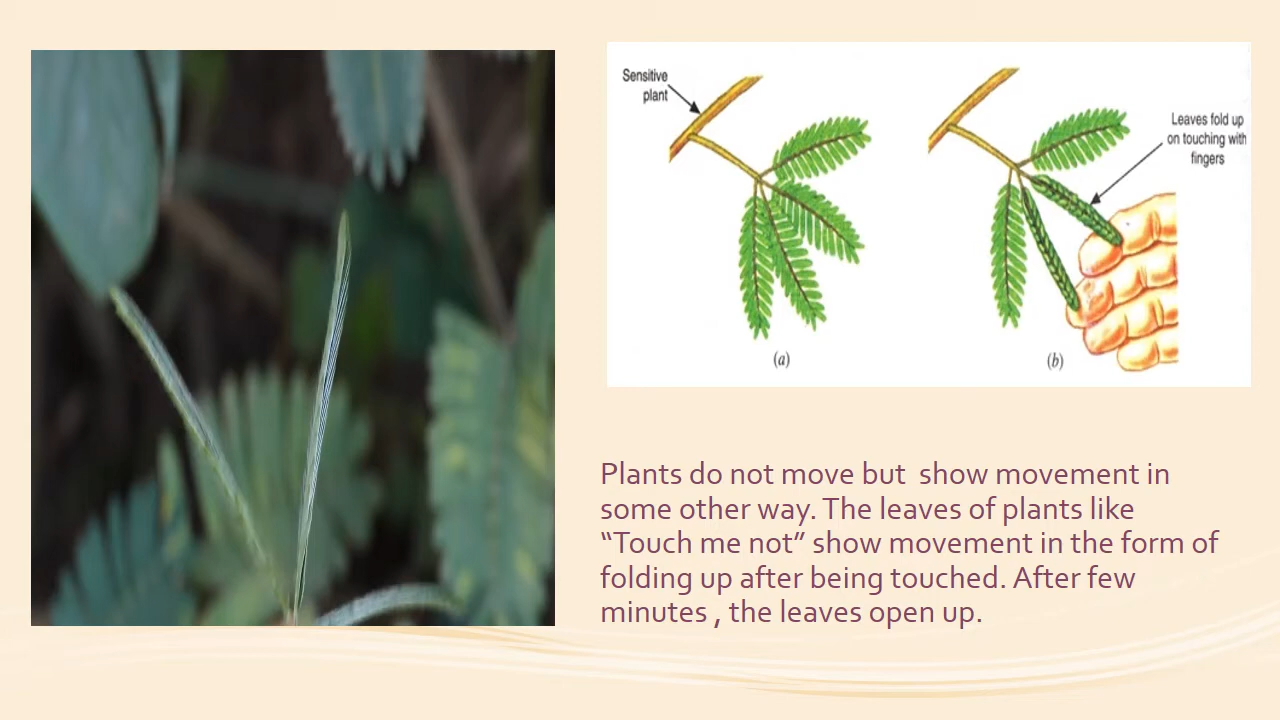 Sensitive
plant
Leaves fold up
on touching with
fingers
(a)
(b)
Plants do not move but  show movement in
some other way. The leaves of plants like
“Touch me not” show movement in the form of
folding up after being touched. After few
minutes , the leaves open up.